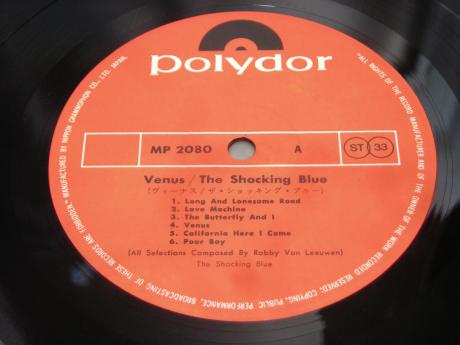 polydor
MP 2080 A ST 33
Venus / The Shocking Blue
(ヴィーナス/ザ・ショッキング・ブルー)
1. Long And Lonesome Road
2. Love Machine
3. The Butterfly And I
4. Venus
5. California Here I Come
6. Poor Boy
(All Selections Composed By Robby Van Leeuwen)
The Shocking Blue
"ALL RIGHTS OF THE RECORD MANUFACTURER AND OF THE OWNER OF THE WORK RECORDED RESERVED. COPYING, PUBLIC PERFORMANCE, BROADCASTING OF THESE RECORDS ARE FORBIDDEN." MANUFACTURED BY NIPPON GRAMMOPHON CO., LTD., JAPAN.